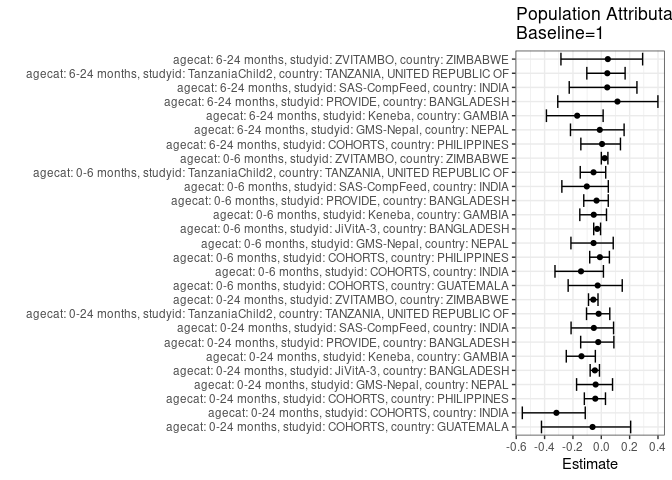 Population Attributa
Baseline=1
agecat: 6-24 months, studyid: ZVITAMBO, country: ZIMBABWE
agecat: 6-24 months, studyid: TanzaniaChild2, country: TANZANIA, UNITED REPUBLIC OF
agecat: 6-24 months, studyid: SAS-CompFeed, country: INDIA
agecat: 6-24 months, studyid: PROVIDE, country: BANGLADESH
agecat: 6-24 months, studyid: Keneba, country: GAMBIA
agecat: 6-24 months, studyid: GMS-Nepal, country: NEPAL
agecat: 6-24 months, studyid: COHORTS, country: PHILIPPINES
agecat: 0-6 months, studyid: ZVITAMBO, country: ZIMBABWE
agecat: 0-6 months, studyid: TanzaniaChild2, country: TANZANIA, UNITED REPUBLIC OF
agecat: 0-6 months, studyid: SAS-CompFeed, country: INDIA
agecat: 0-6 months, studyid: PROVIDE, country: BANGLADESH
agecat: 0-6 months, studyid: Keneba, country: GAMBIA
agecat: 0-6 months, studyid: JiVitA-3, country: BANGLADESH
agecat: 0-6 months, studyid: GMS-Nepal, country: NEPAL
agecat: 0-6 months, studyid: COHORTS, country: PHILIPPINES
agecat: 0-6 months, studyid: COHORTS, country: INDIA
agecat: 0-6 months, studyid: COHORTS, country: GUATEMALA
agecat: 0-24 months, studyid: ZVITAMBO, country: ZIMBABWE
agecat: 0-24 months, studyid: TanzaniaChild2, country: TANZANIA, UNITED REPUBLIC OF
agecat: 0-24 months, studyid: SAS-CompFeed, country: INDIA
agecat: 0-24 months, studyid: PROVIDE, country: BANGLADESH
agecat: 0-24 months, studyid: Keneba, country: GAMBIA
agecat: 0-24 months, studyid: JiVitA-3, country: BANGLADESH
agecat: 0-24 months, studyid: GMS-Nepal, country: NEPAL
agecat: 0-24 months, studyid: COHORTS, country: PHILIPPINES
agecat: 0-24 months, studyid: COHORTS, country: INDIA
agecat: 0-24 months, studyid: COHORTS, country: GUATEMALA
-0.6 -0.4 -0.2 0.0 0.2 0.4
Estimate